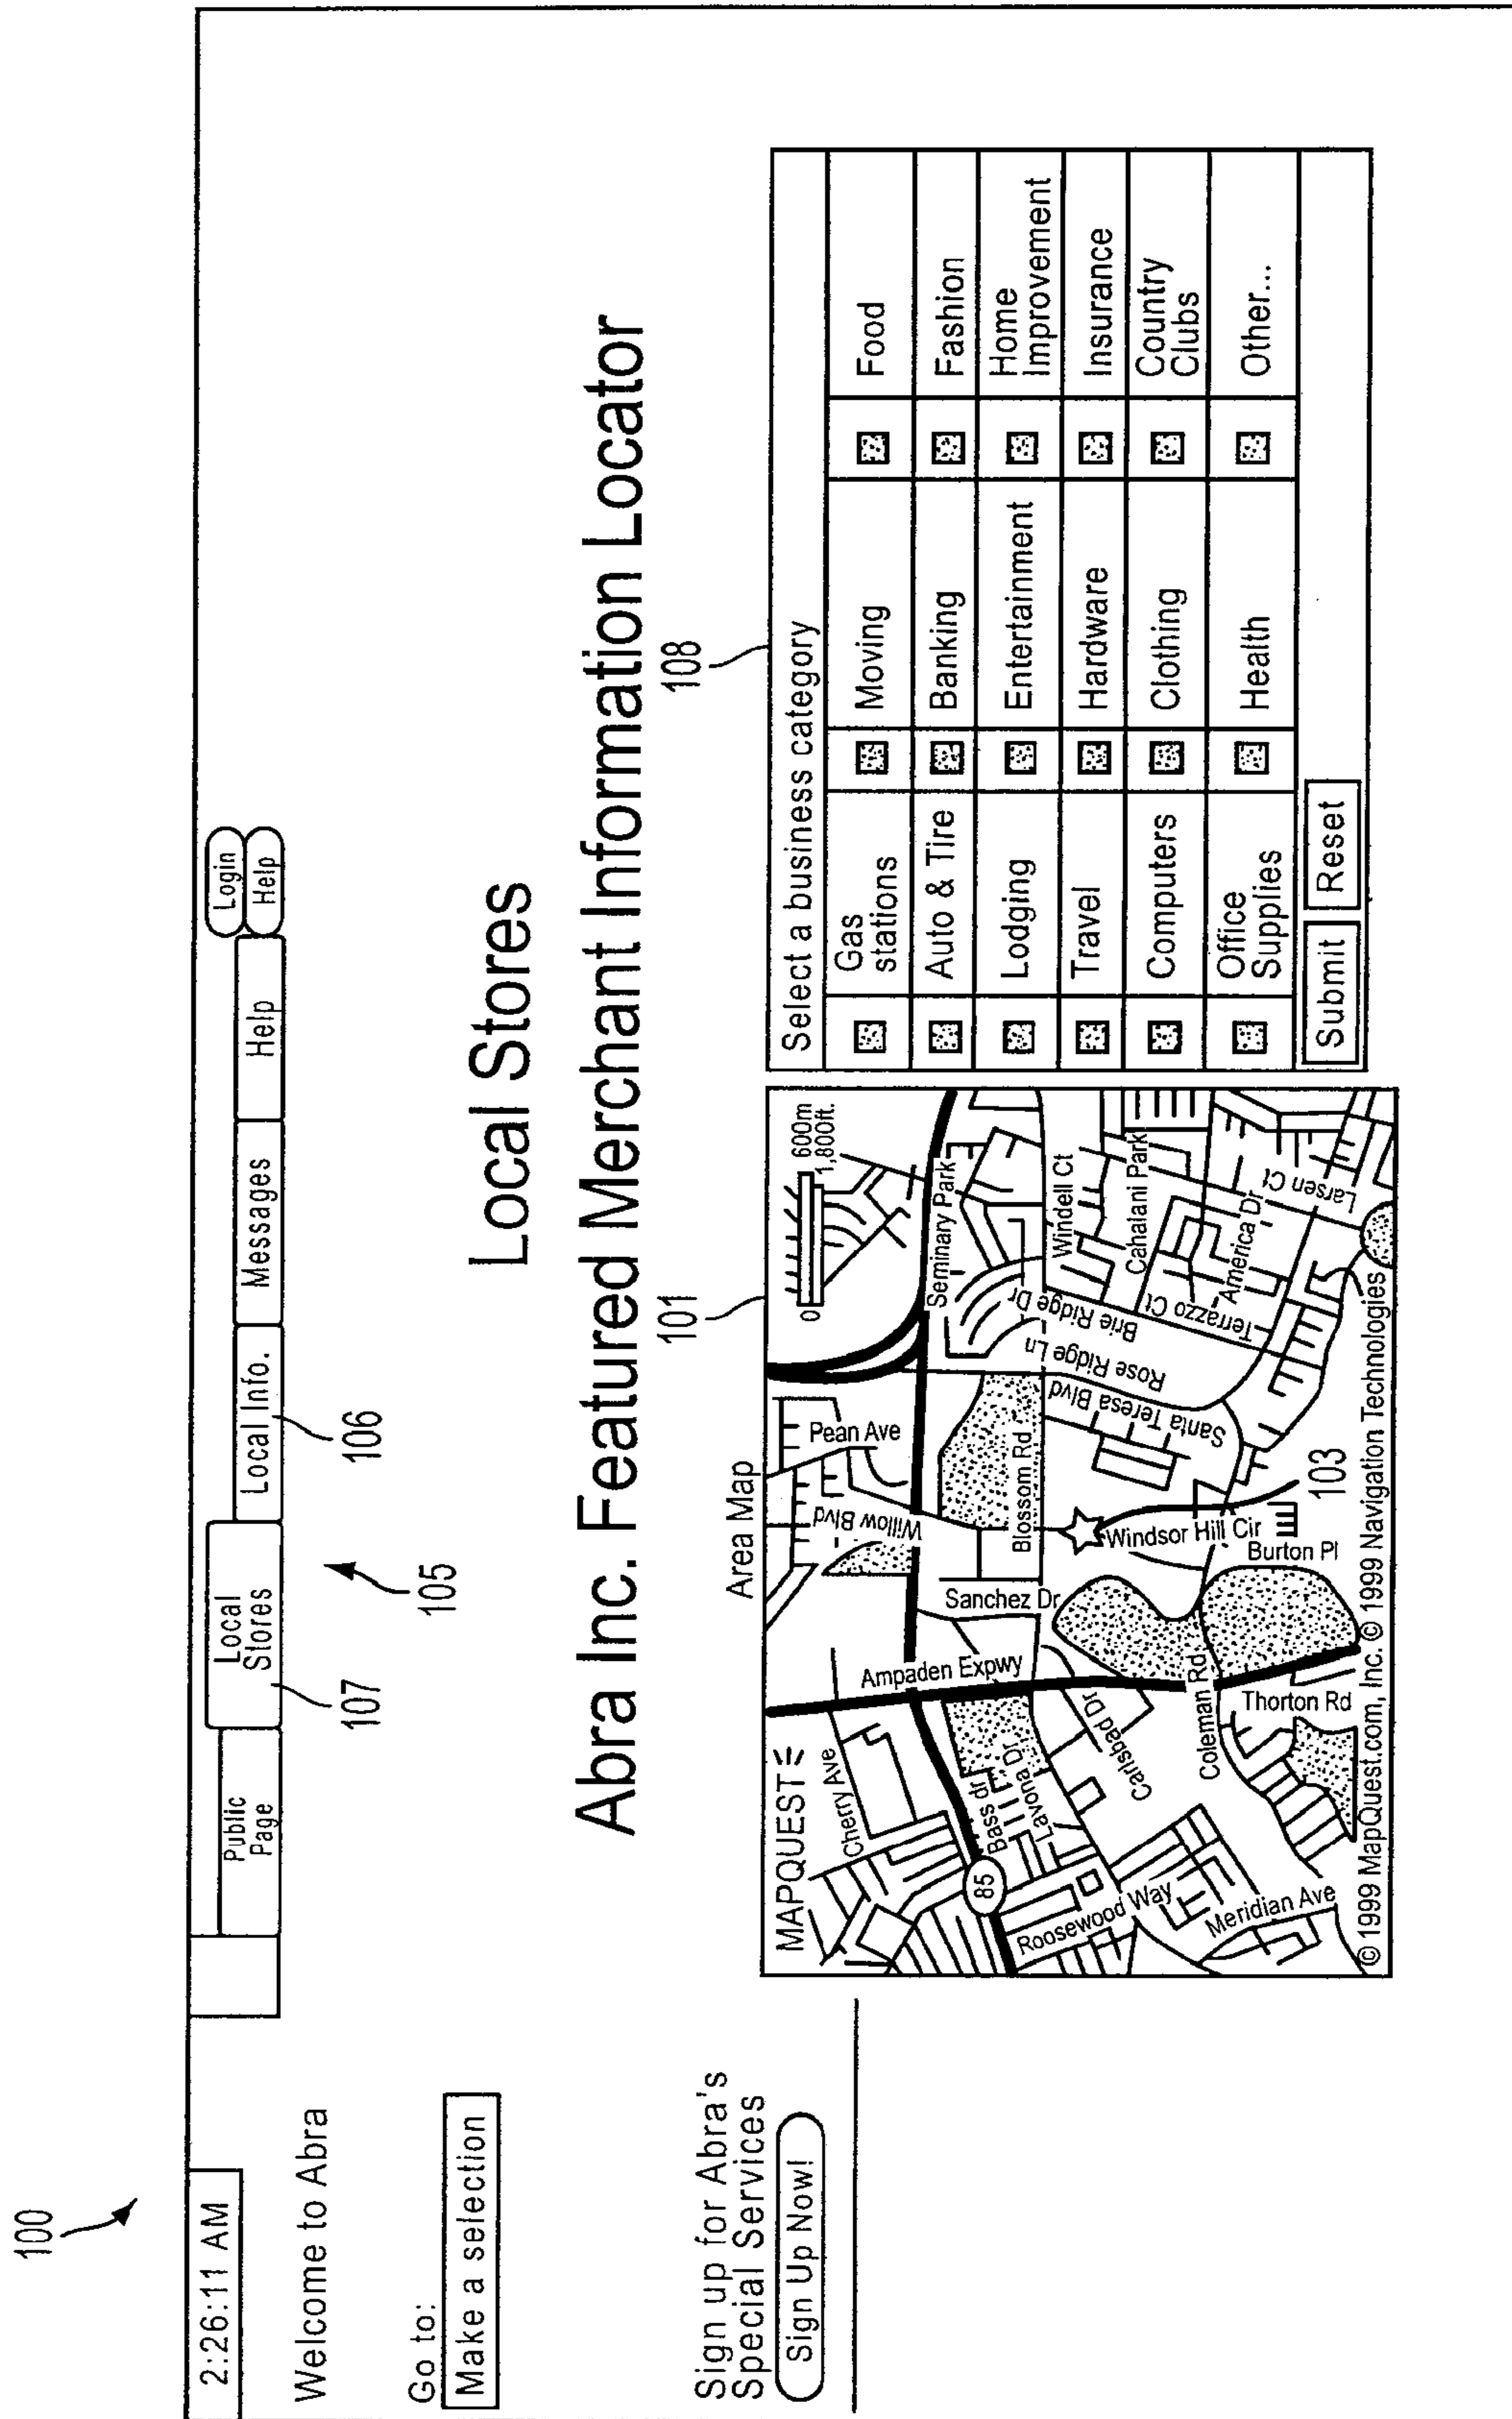 100
2:26:11 AM
Welcome to Abra
Go to:
Make a selection
Sign up for Abra's
Special Services
Sign Up Now!
Public
Page
Local
Stores
Local Info.
Messages
Help
Login
Help
107
105
106
Local Stores
Abra Inc. Featured Merchant Information Locator
101
108
Area Map
MAPQUEST
0
600m
1,800ft.
Cherry Ave
Willow Blvd
Pean Ave
Ampaden Expwy
Seminary Park
Bass dr
Lavona Dr
Sanchez Dr
Blossom Rd
Rose Ridge Ln
Brie Ridge Dr
Windell Ct
85
Roosewood Way
Carlsbad Dr
Santa Teresa Blvd
Cahalani Park
Terrazzo Ct
America Dr
Larsen Ct
Windsor Hill Cir
Burton Pl
Coleman Rd
Thorton Rd
Meridian Ave
103
© 1999 MapQuest.com, Inc. © 1999 Navigation Technologies
Select a business category
Gas
stations
Moving
Food
Auto & Tire
Banking
Fashion
Lodging
Entertainment
Home
Improvement
Travel
Hardware
Insurance
Computers
Clothing
Country
Clubs
Office
Supplies
Health
Other...
Submit
Reset